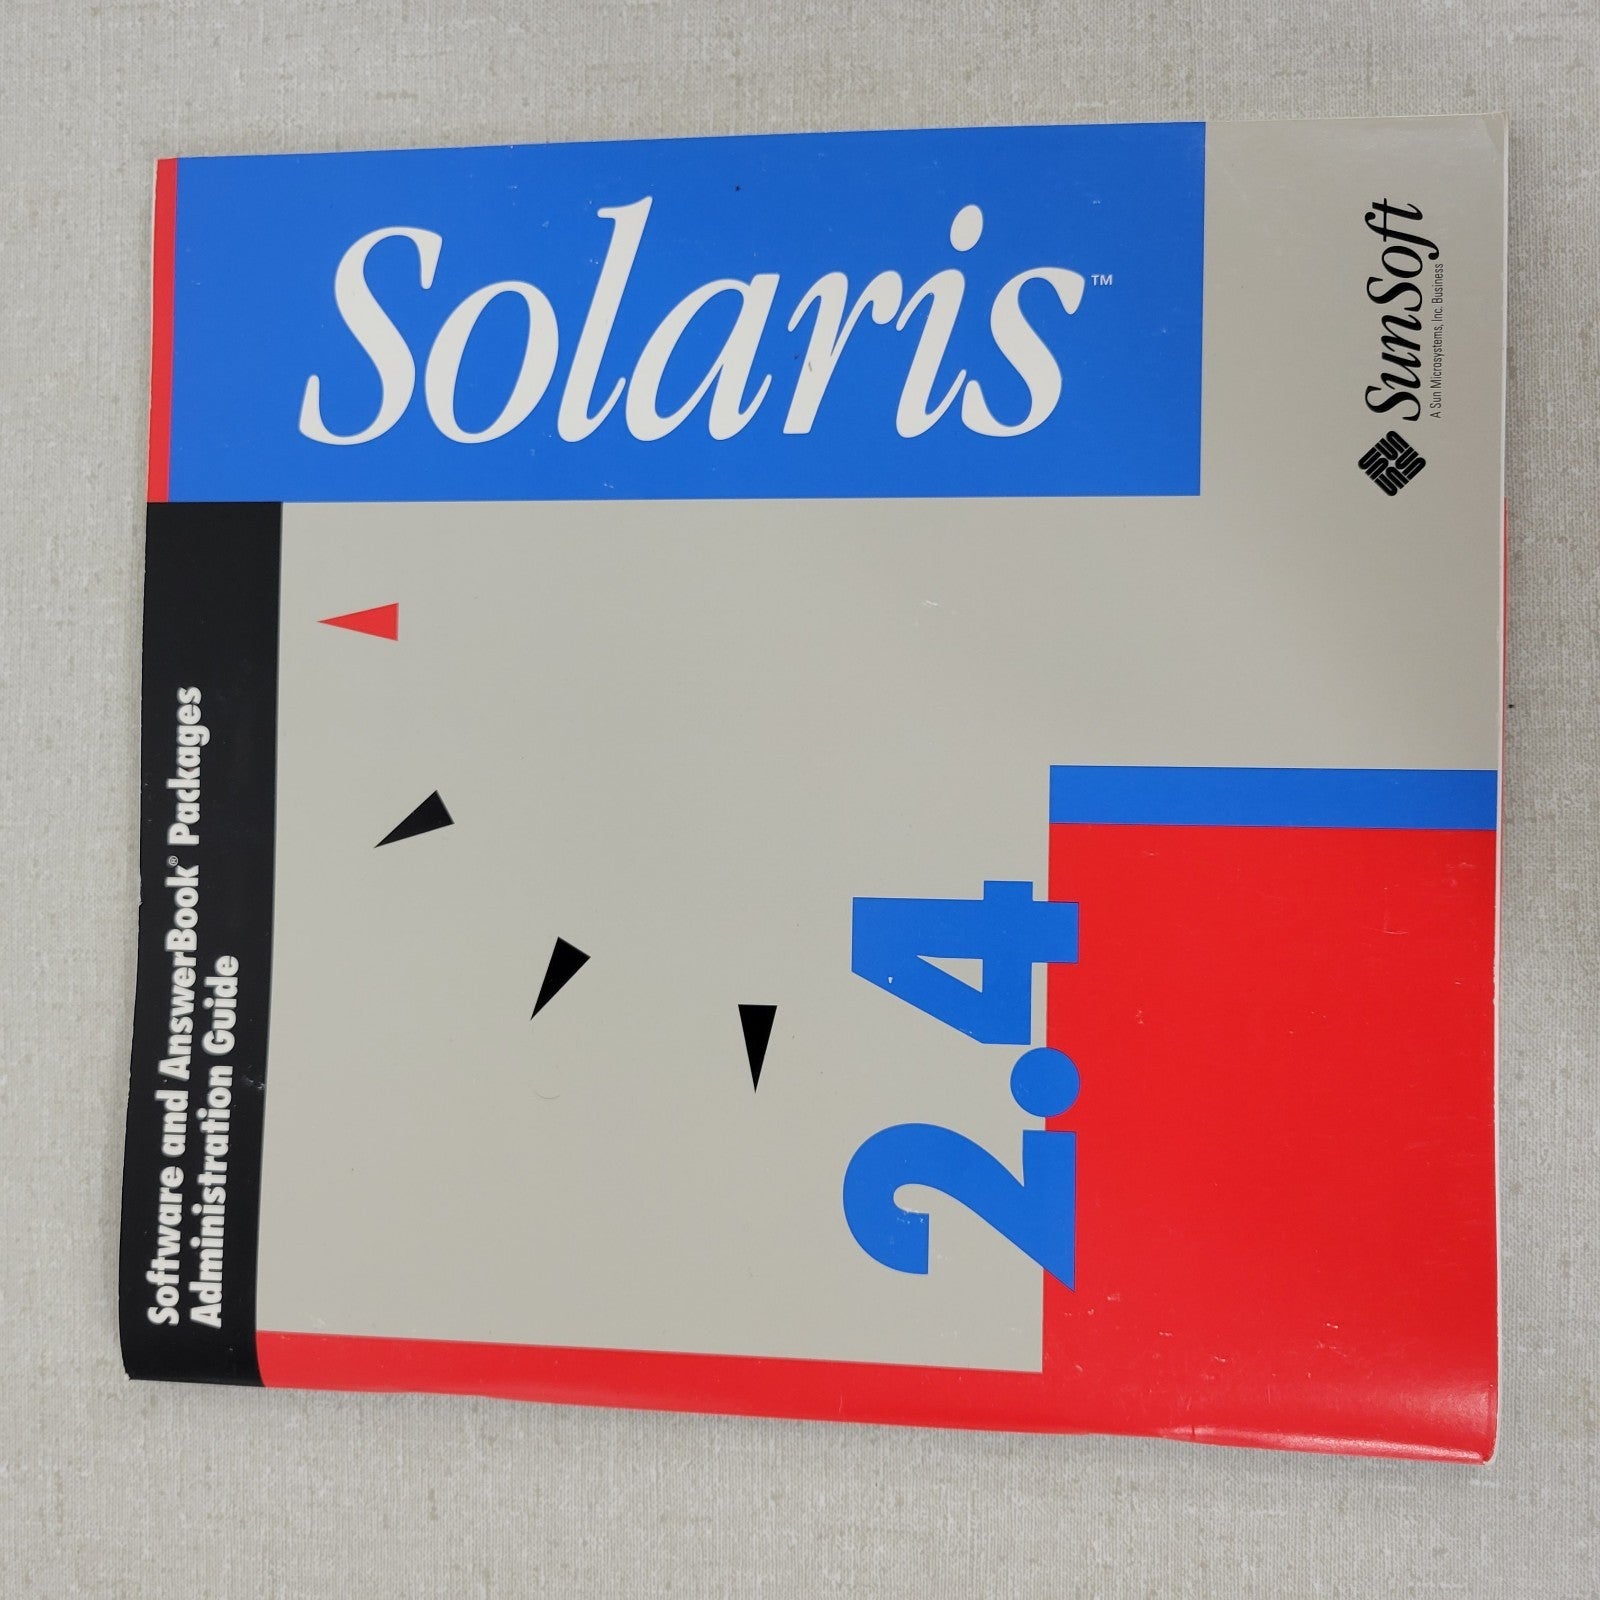 Solaris™
Software and AnswerBook® Packages
Administration Guide
2.4
SunSoft
A Sun Microsystems, Inc. Business